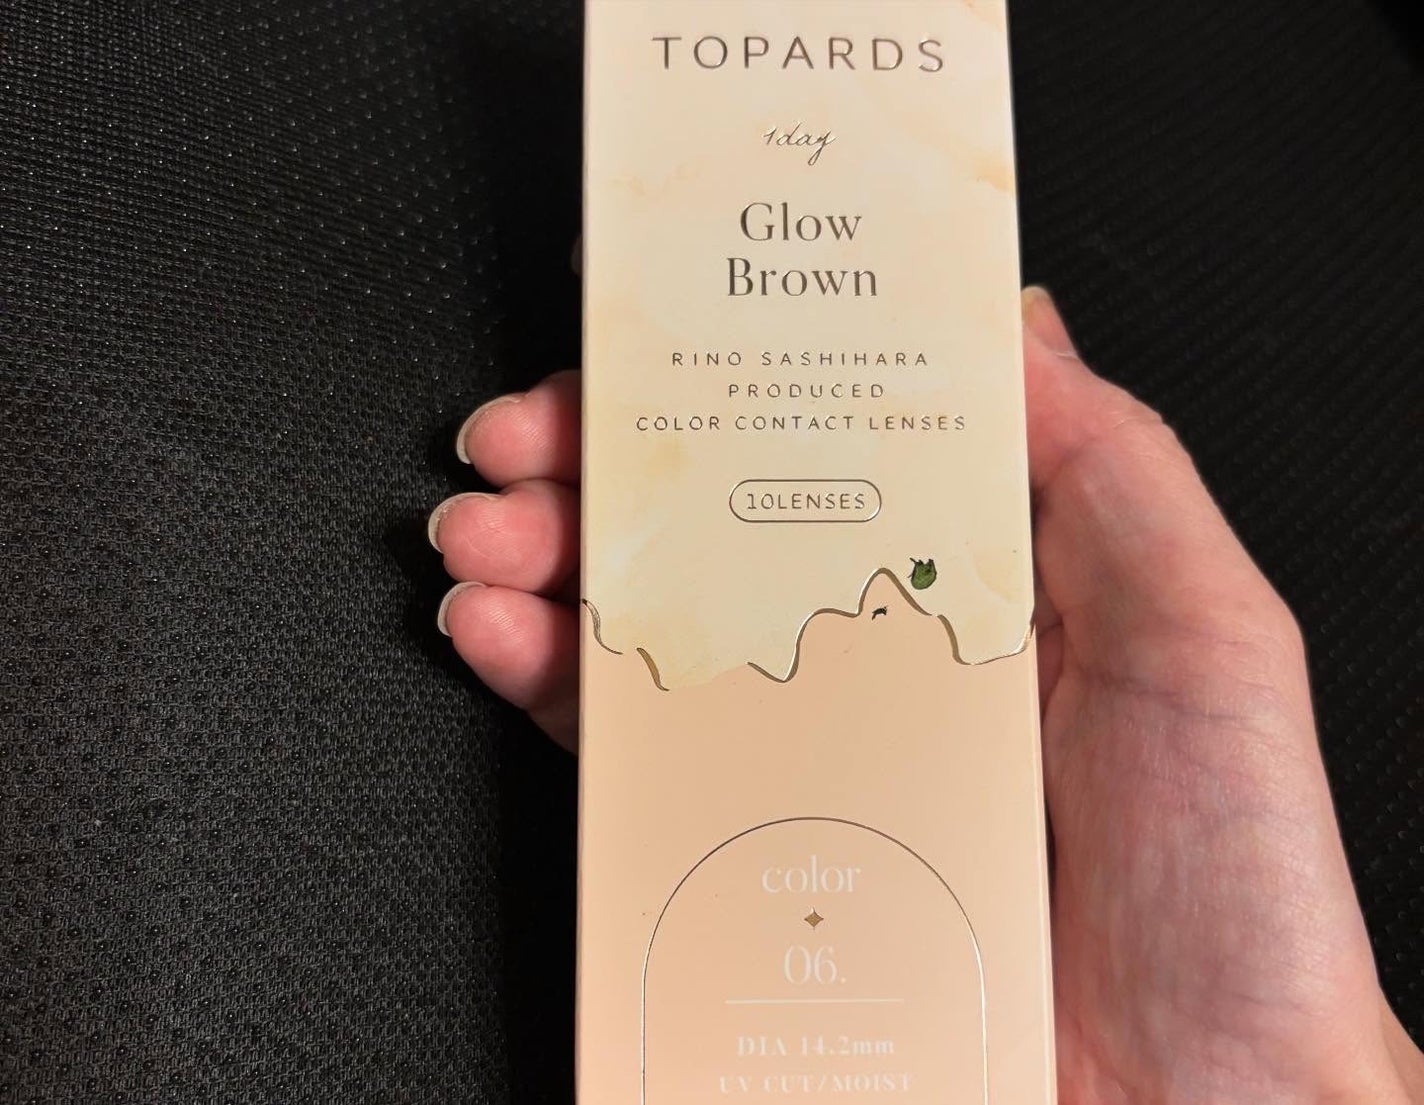 TOPARDS
1day
Glow
Brown
RINO SASHIHARA
PRODUCED
COLOR CONTACT LENSES
10LENSES
color
06.
DIA 14.2mm
UV CUT/MOIST